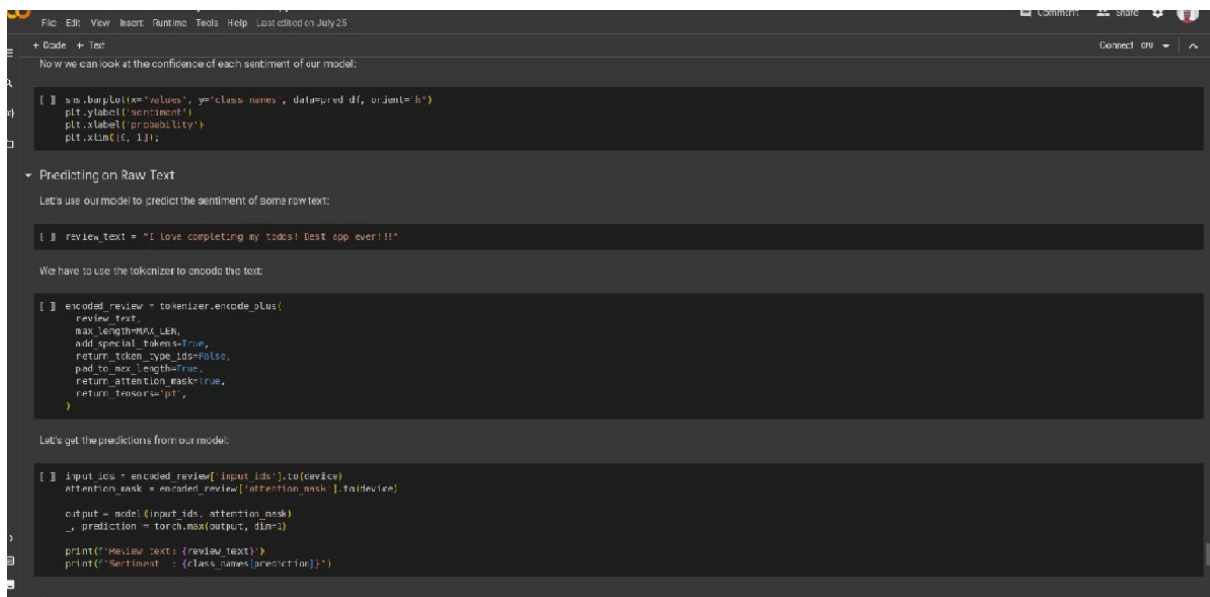 File Edit View Insert Runtime Tools Help Last edited on July 25
Comment Share
+ Code + Text
Connect GPU
Now we can look at the confidence of each sentiment of our model:
[ ] sns.barplot(x='values', y='class_names', data=pred_df, orient='h')
plt.ylabel('sentiment')
plt.xlabel('probability')
plt.xlim([0, 1]);
Predicting on Raw Text
Let's use our model to predict the sentiment of some raw text:
[ ] review_text = "I love completing my todos! Best app ever!!!"
We have to use the tokenizer to encode the text:
[ ] encoded_review = tokenizer.encode_plus(
review_text,
max_length=MAX_LEN,
add_special_tokens=True,
return_token_type_ids=False,
pad_to_max_length=True,
return_attention_mask=True,
return_tensors='pt',
)
Let's get the predictions from our model:
[ ] input_ids = encoded_review['input_ids'].to(device)
attention_mask = encoded_review['attention_mask'].to(device)
output = model(input_ids, attention_mask)
_, prediction = torch.max(output, dim=1)
print(f'Review text: {review_text}')
print(f'Sentiment : {class_names[prediction]}')